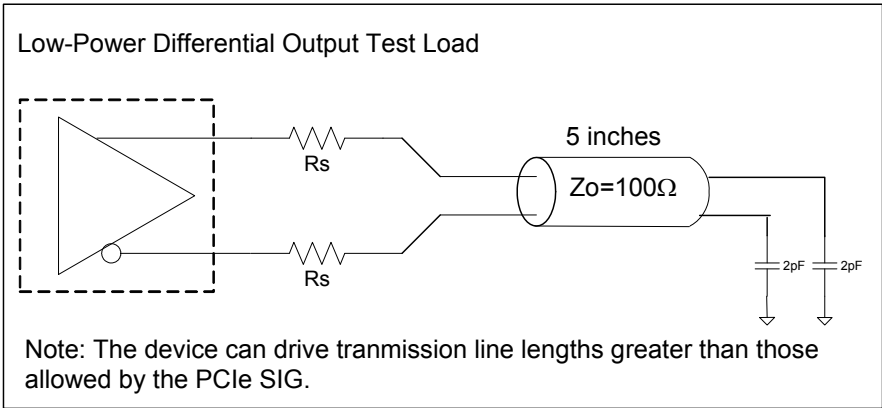 Low-Power Differential Output Test Load
5 inches
Rs
Zo=100Ω
Rs
2pF
2pF
Note: The device can drive tranmission line lengths greater than those
allowed by the PCIe SIG.